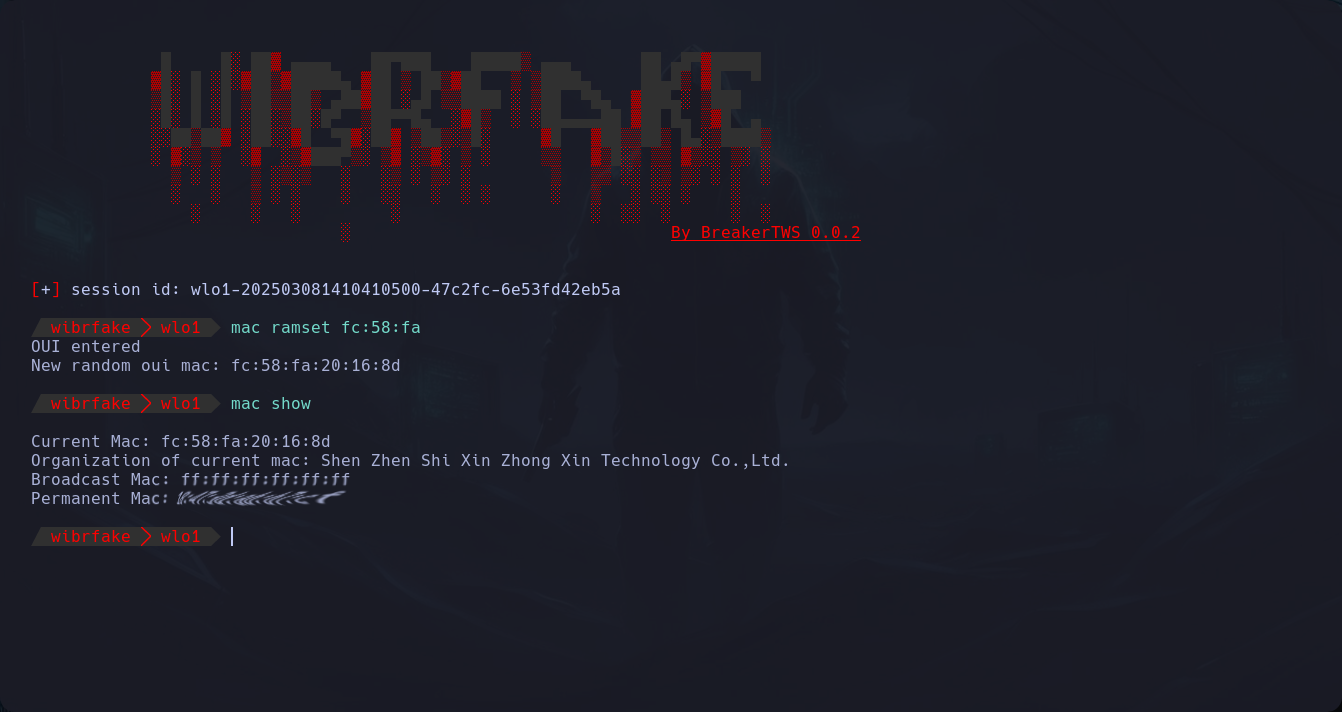 WIBRFAKE
By BreakerTWS 0.0.2
[+] session id: wlo1-202503081410410500-47c2fc-6e53fd42eb5a
wibrfake > wlo1 mac ramset fc:58:fa
OUI entered
New random oui mac: fc:58:fa:20:16:8d
wibrfake > wlo1 mac show
Current Mac: fc:58:fa:20:16:8d
Organization of current mac: Shen Zhen Shi Xin Zhong Xin Technology Co.,Ltd.
Broadcast Mac: ff:ff:ff:ff:ff:ff
Permanent Mac:
wibrfake > wlo1